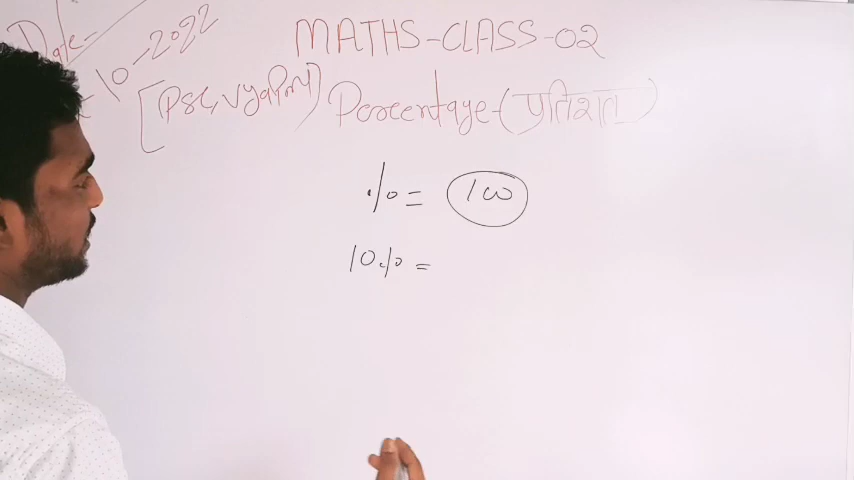 Date-
10-2022
MATHS-CLASS-02
[PSC, Vyapm] Percentage-(प्रतिशत)
% = 100
10% =